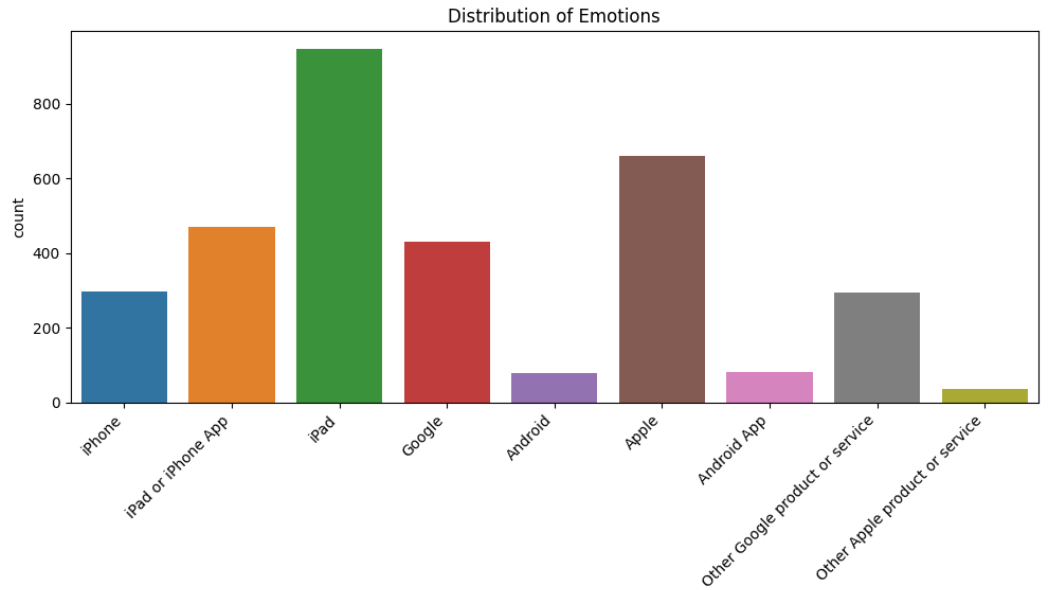 Distribution of Emotions
count
800
600
400
200
0
iPhone
iPad or iPhone App
iPad
Google
Android
Apple
Android App
Other Google product or service
Other Apple product or service